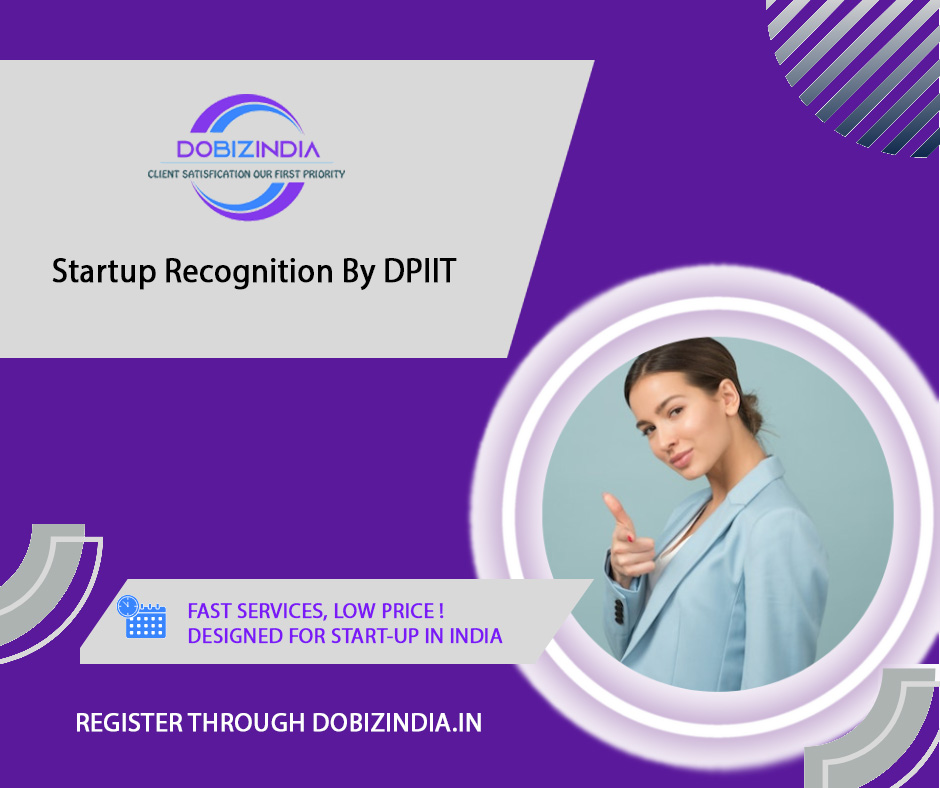 DOBIZINDIA
CLIENT SATISFICATION OUR FIRST PRIORITY
Startup Recognition By DPIIT
FAST SERVICES, LOW PRICE !
DESIGNED FOR START-UP IN INDIA
REGISTER THROUGH DOBIZINDIA.IN